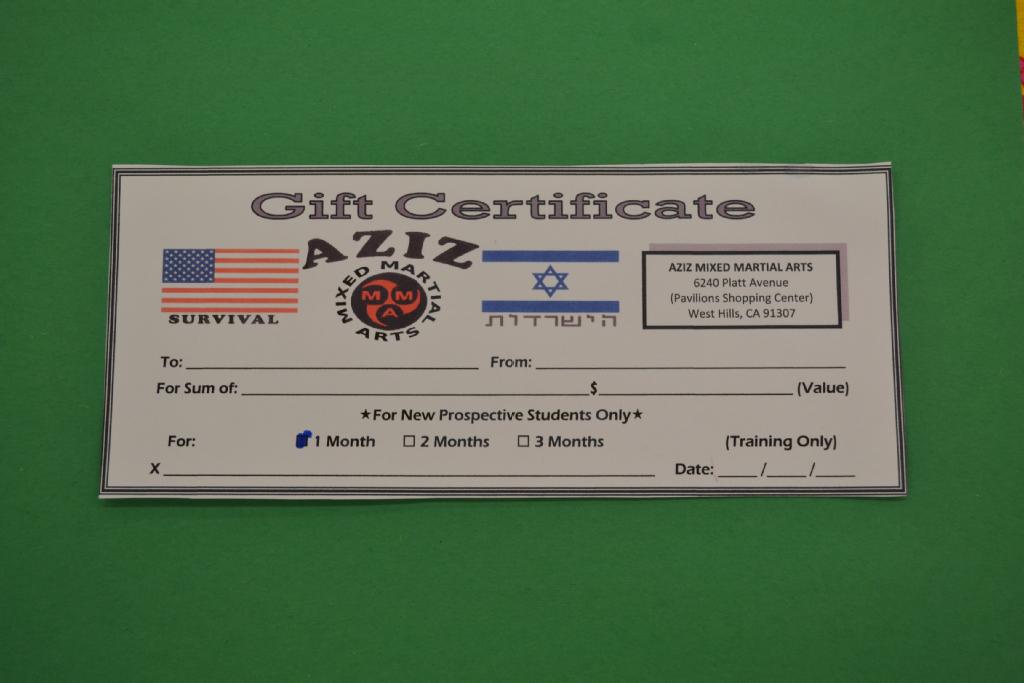 Gift Certificate
AZIZ
MIXED MARTIAL ARTS
MMA
SURVIVAL
הישרדות
AZIZ MIXED MARTIAL ARTS
6240 Platt Avenue
(Pavilions Shopping Center)
West Hills, CA 91307
To: From:
For Sum of: $ (Value)
★For New Prospective Students Only★
For: 1 Month ☐ 2 Months ☐ 3 Months (Training Only)
X Date: / /